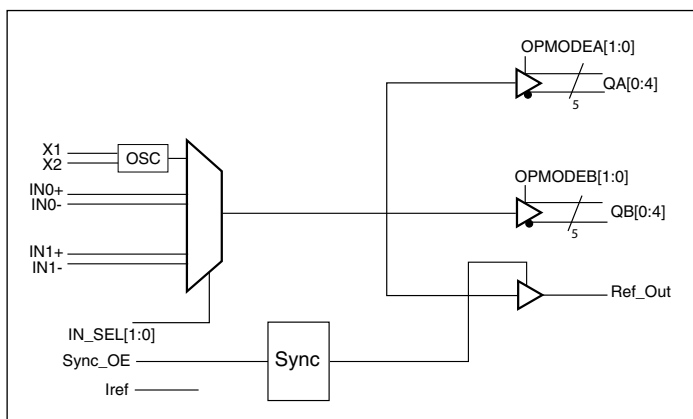 OPMODEA[1:0]
QA[0:4]
5
X1
X2
OSC
IN0+
IN0-
OPMODEB[1:0]
QB[0:4]
5
IN1+
IN1-
Ref_Out
IN_SEL[1:0]
Sync_OE
Sync
Iref